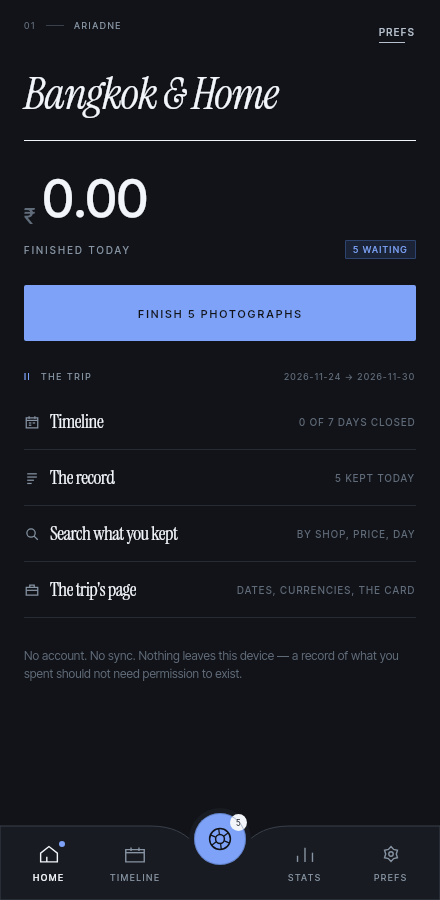 01 — ARIADNE
PREFS
Bangkok & Home
₹ 0.00
FINISHED TODAY
5 WAITING
FINISH 5 PHOTOGRAPHS
THE TRIP
2026-11-24 → 2026-11-30
Timeline
0 OF 7 DAYS CLOSED
The record
5 KEPT TODAY
Search what you kept
BY SHOP, PRICE, DAY
The trip's page
DATES, CURRENCIES, THE CARD
No account. No sync. Nothing leaves this device — a record of what you
spent should not need permission to exist.
5
HOME
TIMELINE
STATS
PREFS